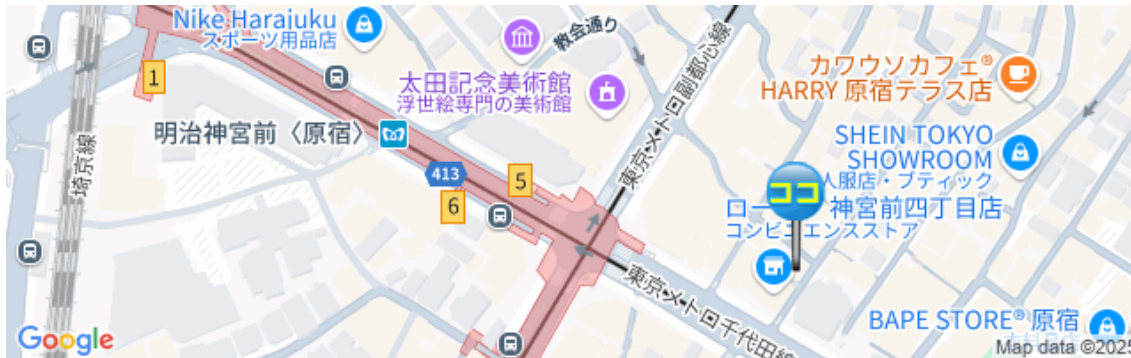 Nike Harajuku
スポーツ用品店
1
埼京線
太田記念美術館
浮世絵専門の美術館
教会通り
東京メトロ副都心線
カワウソカフェ®
HARRY 原宿テラス店
明治神宮前〈原宿〉
413
5
6
SHEIN TOKYO
SHOWROOM
人服店・ブティック
ココ
ロー 神宮前四丁目店
コンビニエンスストア
東京メトロ千代田線
BAPE STORE® 原宿
Google
Map data ©2025